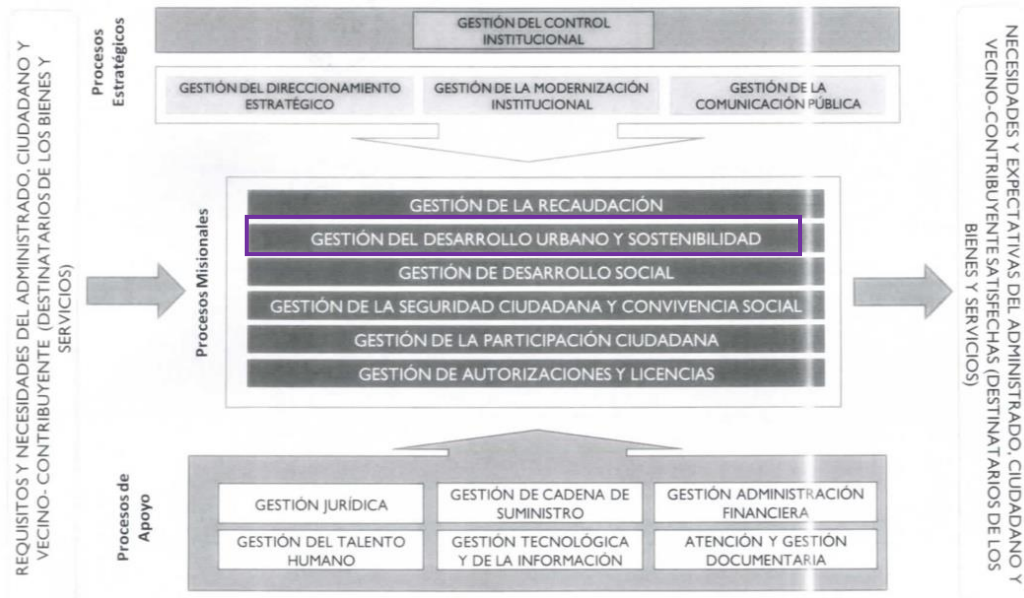 REQUISITOS Y NECESIDADES DEL ADMINISTRADO, CIUDADANO Y
VECINO- CONTRIBUYENTE (DESTINATARIOS DE LOS BIENES Y
SERVICIOS)
Procesos
Estratégicos
GESTIÓN DEL CONTROL
INSTITUCIONAL
GESTIÓN DEL DIRECCIONAMIENTO
ESTRATÉGICO
GESTIÓN DE LA MODERNIZACIÓN
INSTITUCIONAL
GESTIÓN DE LA
COMUNICACIÓN PÚBLICA
Procesos Misionales
GESTIÓN DE LA RECAUDACIÓN
GESTIÓN DEL DESARROLLO URBANO Y SOSTENIBILIDAD
GESTIÓN DE DESARROLLO SOCIAL
GESTIÓN DE LA SEGURIDAD CIUDADANA Y CONVIVENCIA SOCIAL
GESTIÓN DE LA PARTICIPACIÓN CIUDADANA
GESTIÓN DE AUTORIZACIONES Y LICENCIAS
Procesos de
Apoyo
GESTIÓN JURÍDICA
GESTIÓN DE CADENA DE
SUMINISTRO
GESTIÓN ADMINISTRACIÓN
FINANCIERA
GESTIÓN DEL TALENTO
HUMANO
GESTIÓN TECNOLÓGICA
Y DE LA INFORMACIÓN
ATENCIÓN Y GESTIÓN
DOCUMENTARIA
NECESIDADES Y EXPECTATIVAS DEL ADMINISTRADO, CIUDADANO Y
VECINO-CONTRIBUYENTE SATISFECHAS (DESTINATARIOS DE LOS
BIENES Y SERVICIOS)